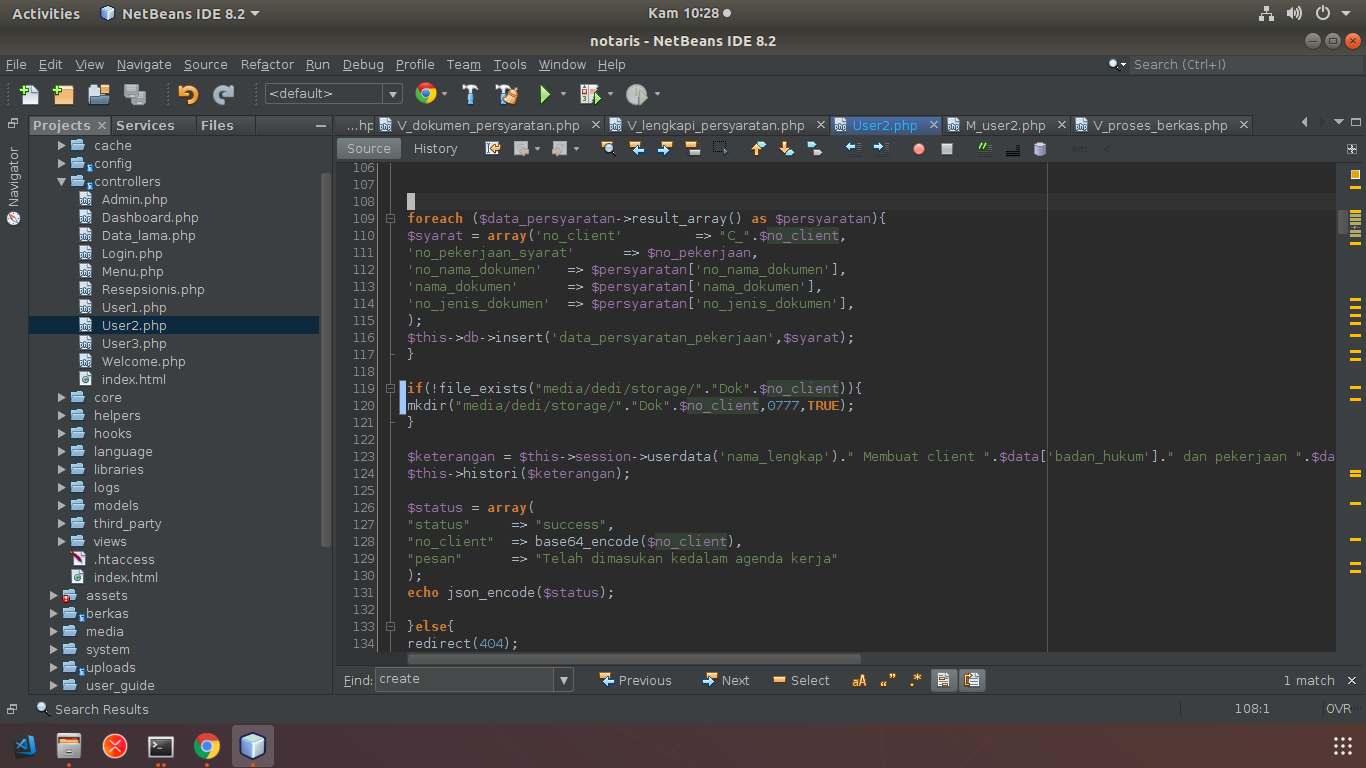 Activities NetBeans IDE 8.2 Kam 10:28
notaris - NetBeans IDE 8.2
File Edit View Navigate Source Refactor Run Debug Profile Team Tools Window Help Search (Ctrl+I)
<default>
Projects Services Files
...hp V_dokumen_persyaratan.php V_lengkapi_persyaratan.php User2.php M_user2.php V_proses_berkas.php
Source History
Navigator
cache
config
controllers
Admin.php
Dashboard.php
Data_lama.php
Login.php
Menu.php
Resepsionis.php
User1.php
User2.php
User3.php
Welcome.php
index.html
core
helpers
hooks
language
libraries
logs
models
third_party
views
.htaccess
index.html
assets
berkas
media
system
uploads
user_guide
106
107
108
109 foreach ($data_persyaratan->result_array() as $persyaratan){
110 $syarat = array('no_client' => "C_".$no_client,
111 'no_pekerjaan_syarat' => $no_pekerjaan,
112 'no_nama_dokumen' => $persyaratan['no_nama_dokumen'],
113 'nama_dokumen' => $persyaratan['nama_dokumen'],
114 'no_jenis_dokumen' => $persyaratan['no_jenis_dokumen'],
115 );
116 $this->db->insert('data_persyaratan_pekerjaan',$syarat);
117 }
118
119 if(!file_exists("media/dedi/storage/"."Dok".$no_client)){
120 mkdir("media/dedi/storage/"."Dok".$no_client,0777,TRUE);
121 }
122
123 $keterangan = $this->session->userdata('nama_lengkap')." Membuat client ".$data['badan_hukum']." dan pekerjaan ".$da
124 $this->histori($keterangan);
125
126 $status = array(
127 "status" => "success",
128 "no_client" => base64_encode($no_client),
129 "pesan" => "Telah dimasukan kedalam agenda kerja"
130 );
131 echo json_encode($status);
132
133 }else{
134 redirect(404);
Find: create Previous Next Select aA 1 match
Search Results 108:1 OVR